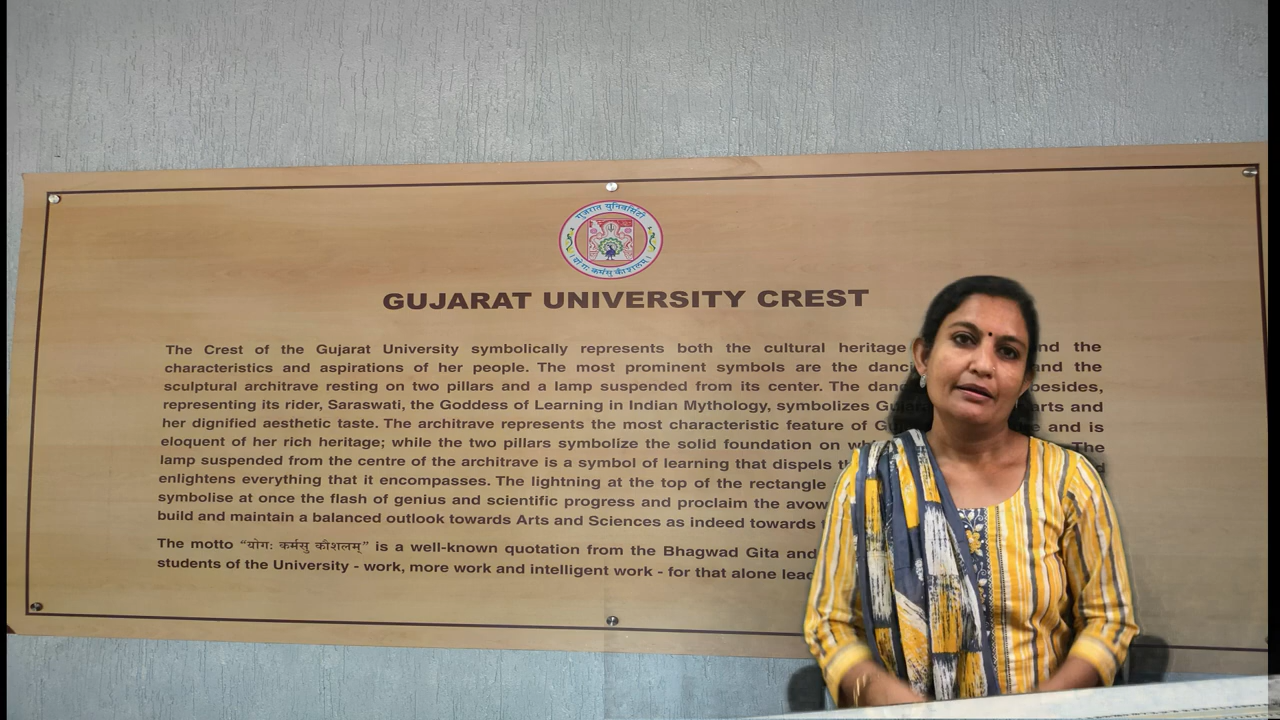 गुजरात युनिवर्सिटी
योगः कर्मसु कौशलम्
GUJARAT UNIVERSITY CREST
The Crest of the Gujarat University symbolically represents both the cultural heritage and the
characteristics and aspirations of her people. The most prominent symbols are the and the
sculptural architrave resting on two pillars and a lamp suspended from its center. The besides,
representing its rider, Saraswati, the Goddess of Learning in Indian Mythology, symbolizes arts and
her dignified aesthetic taste. The architrave represents the most characteristic feature of and is
eloquent of her rich heritage; while the two pillars symbolize the solid foundation on The
lamp suspended from the centre of the architrave is a symbol of learning that dispels
enlightens everything that it encompasses. The lightning at the top of the rectangle
symbolise at once the flash of genius and scientific progress and proclaim the
build and maintain a balanced outlook towards Arts and Sciences as indeed towards
The motto “योगः कर्मसु कौशलम्” is a well-known quotation from the Bhagwad Gita and
students of the University - work, more work and intelligent work - for that alone